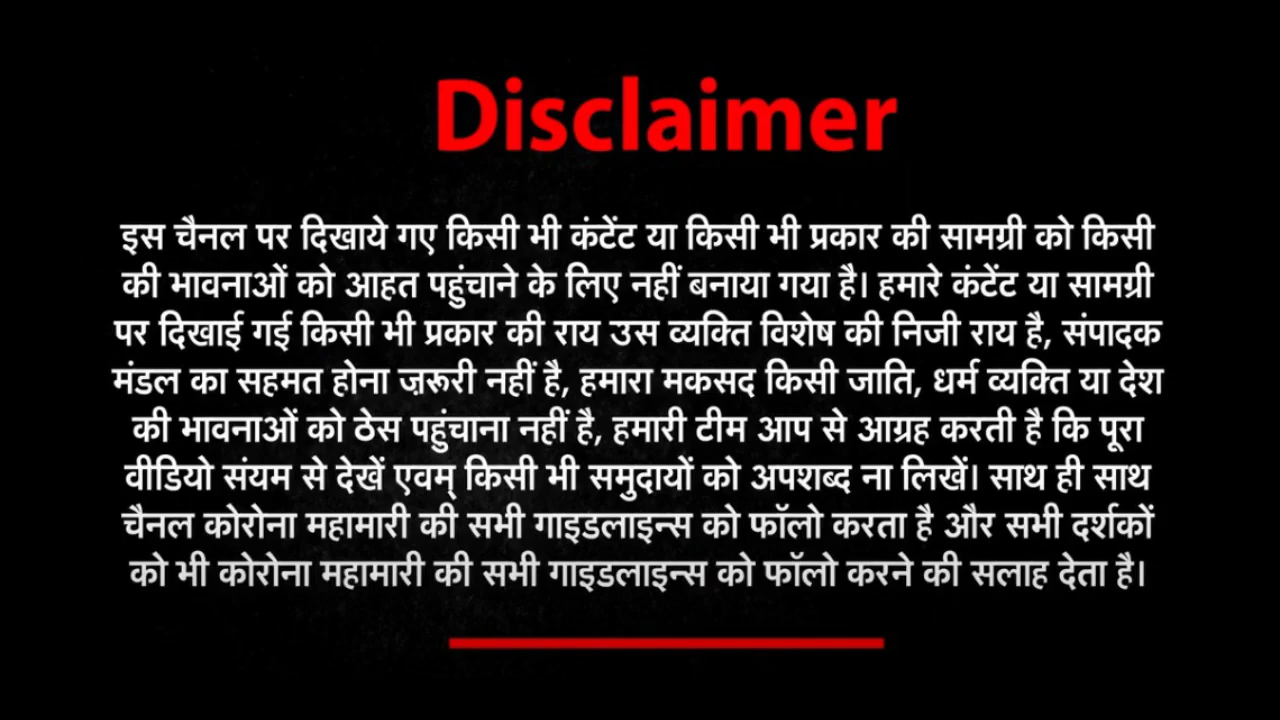 Disclaimer
इस चैनल पर दिखाये गए किसी भी कंटेंट या किसी भी प्रकार की सामग्री को किसी
की भावनाओं को आहत पहुंचाने के लिए नहीं बनाया गया है। हमारे कंटेंट या सामग्री
पर दिखाई गई किसी भी प्रकार की राय उस व्यक्ति विशेष की निजी राय है, संपादक
मंडल का सहमत होना ज़रूरी नहीं है, हमारा मकसद किसी जाति, धर्म व्यक्ति या देश
की भावनाओं को ठेस पहुंचाना नहीं है, हमारी टीम आप से आग्रह करती है कि पूरा
वीडियो संयम से देखें एवम् किसी भी समुदायों को अपशब्द ना लिखें। साथ ही साथ
चैनल कोरोना महामारी की सभी गाइडलाइन्स को फॉलो करता है और सभी दर्शकों
को भी कोरोना महामारी की सभी गाइडलाइन्स को फॉलो करने की सलाह देता है।